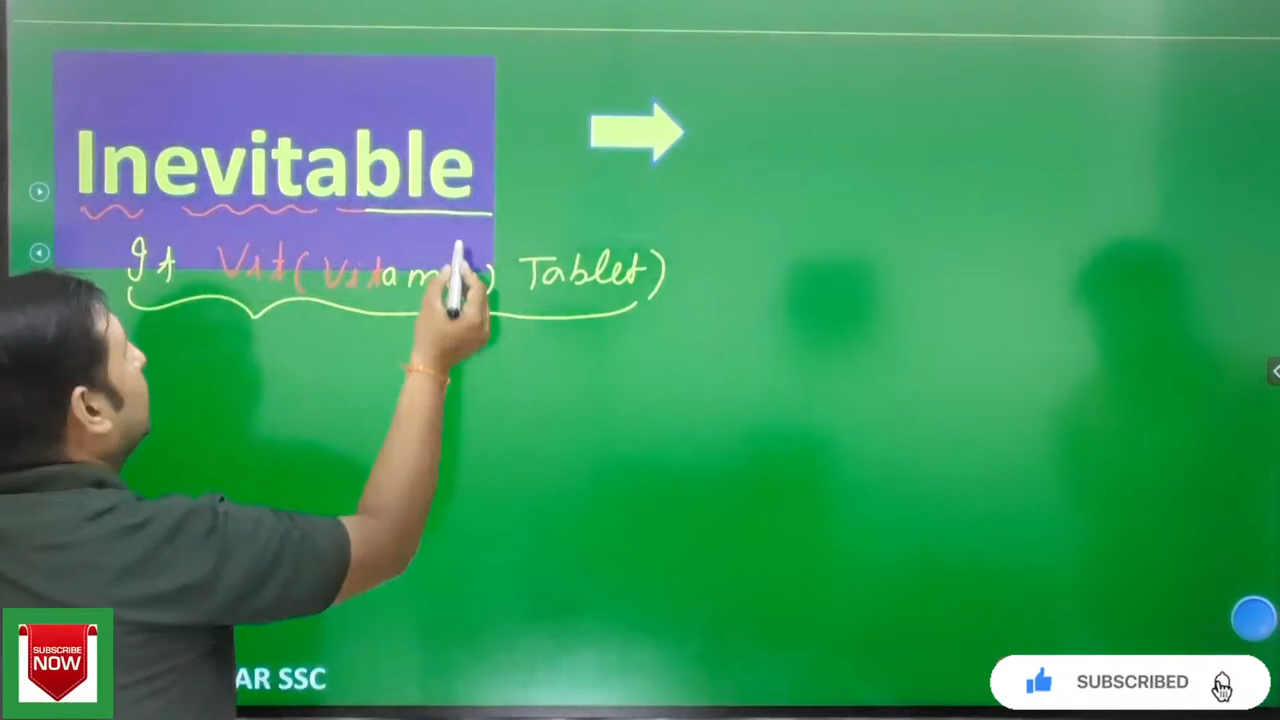 Inevitable
It Vit (Vitam ) Tablet)
AR SSC
SUBSCRIBE
NOW
SUBSCRIBED